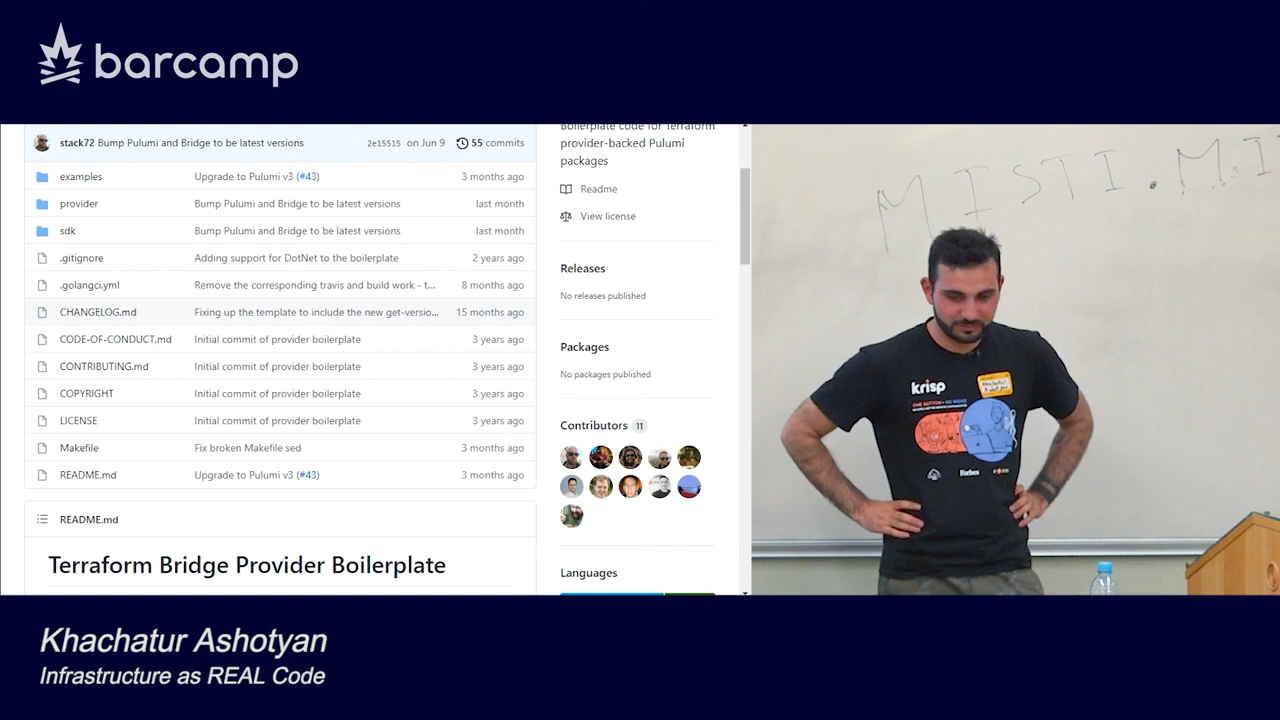 barcamp
Boilerplate code for Terraform
provider-backed Pulumi
packages
stack72 Bump Pulumi and Bridge to be latest versions 2e15515 on Jun 9 55 commits
examples Upgrade to Pulumi v3 (#43) 3 months ago
provider Bump Pulumi and Bridge to be latest versions last month
sdk Bump Pulumi and Bridge to be latest versions last month
.gitignore Adding support for DotNet to the boilerplate 2 years ago
.golangci.yml Remove the corresponding travis and build work - t... 8 months ago
CHANGELOG.md Fixing up the template to include the new get-versio... 15 months ago
CODE-OF-CONDUCT.md Initial commit of provider boilerplate 3 years ago
CONTRIBUTING.md Initial commit of provider boilerplate 3 years ago
COPYRIGHT Initial commit of provider boilerplate 3 years ago
LICENSE Initial commit of provider boilerplate 3 years ago
Makefile Fix broken Makefile sed 3 months ago
README.md Upgrade to Pulumi v3 (#43) 3 months ago
README.md
Terraform Bridge Provider Boilerplate
Readme
View license
Releases
No releases published
Packages
No packages published
Contributors 11
Languages
MISTI.MI
krisp
Forbes
Khachatur Ashotyan
Infrastructure as REAL Code